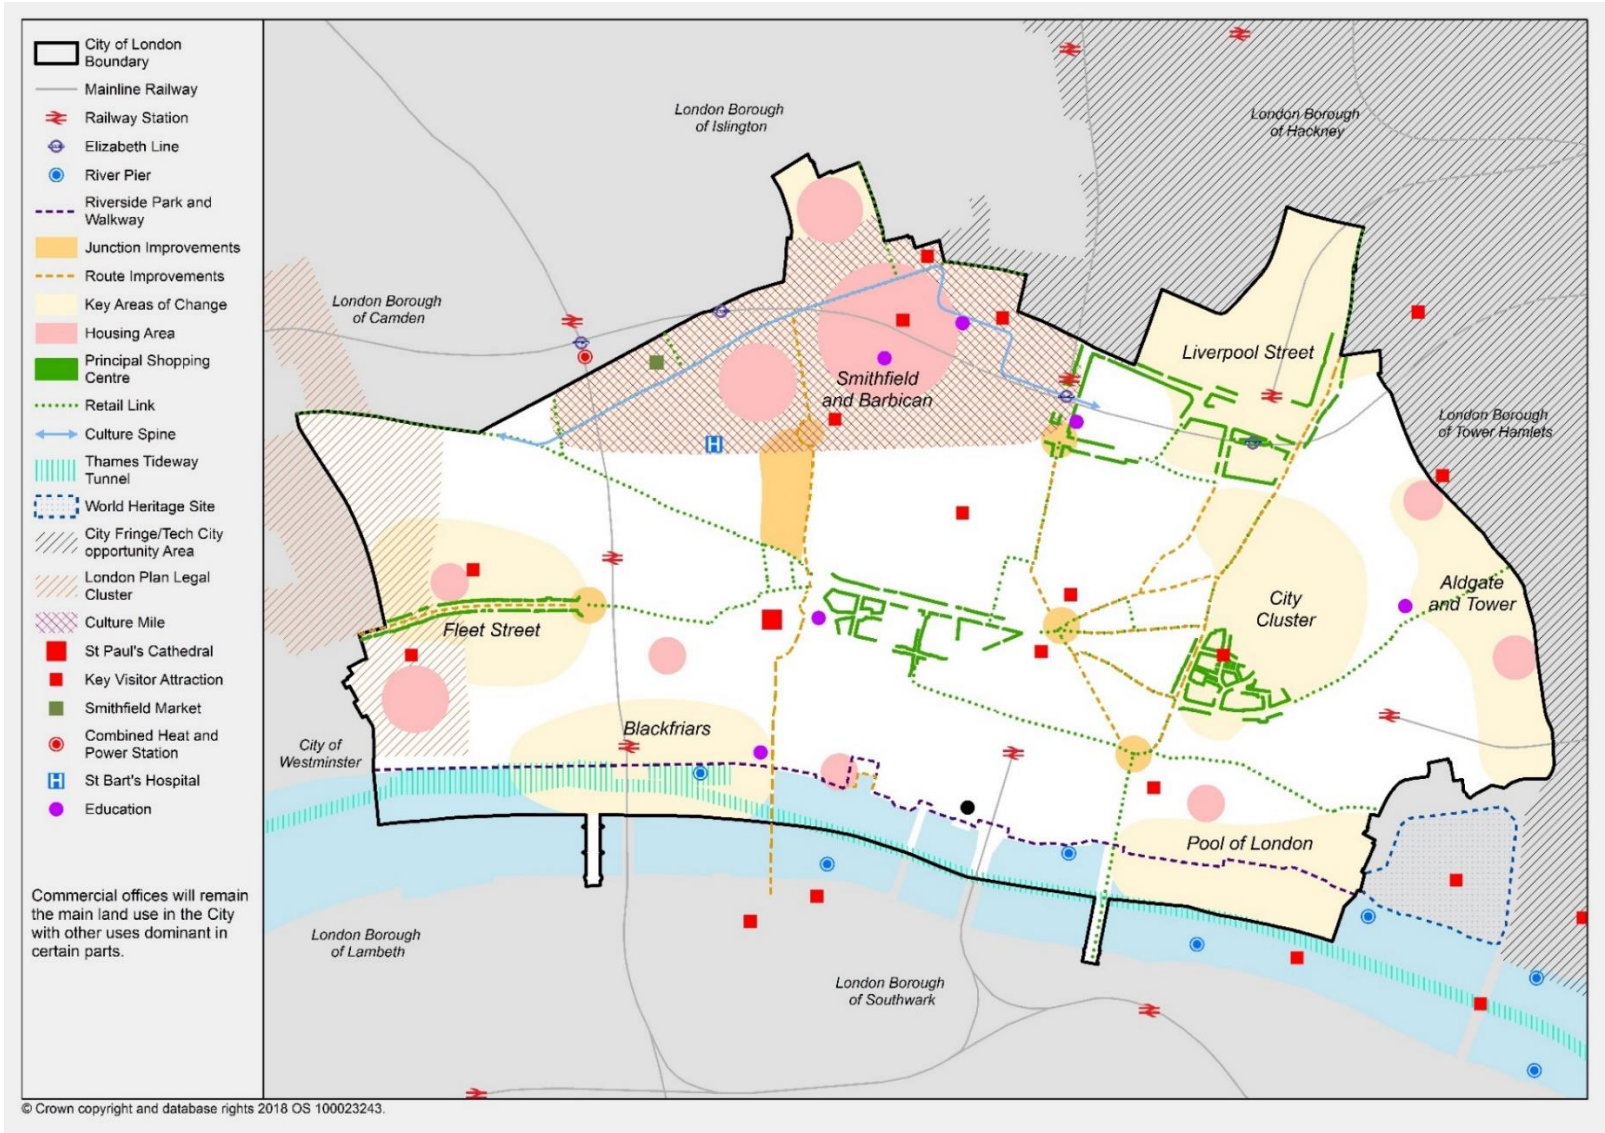 City of London
Boundary
Mainline Railway
Railway Station
Elizabeth Line
River Pier
Riverside Park and
Walkway
Junction Improvements
Route Improvements
Key Areas of Change
Housing Area
Principal Shopping
Centre
Retail Link
Culture Spine
Thames Tideway
Tunnel
World Heritage Site
City Fringe/Tech City
opportunity Area
London Plan Legal
Cluster
Culture Mile
St Paul's Cathedral
Key Visitor Attraction
Smithfield Market
Combined Heat and
Power Station
H
St Bart's Hospital
Education
Commercial offices will remain
the main land use in the City
with other uses dominant in
certain parts.
London Borough
of Islington
London Borough
of Hackney
London Borough
of Camden
Liverpool Street
Smithfield
and Barbican
London Borough
of Tower Hamlets
H
Fleet Street
City
Cluster
Aldgate
and Tower
Blackfriars
City of
Westminster
Pool of London
London Borough
of Lambeth
London Borough
of Southwark
© Crown copyright and database rights 2018 OS 100023243.